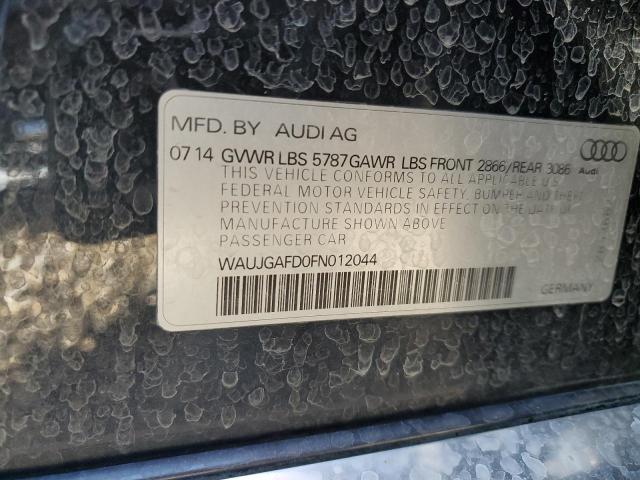 MFD. BY AUDI AG
07 14 GVWR LBS 5787 GAWR LBS FRONT 2866/REAR 3086
Audi
THIS VEHICLE CONFORMS TO ALL APPLICABLE U.S.
FEDERAL MOTOR VEHICLE SAFETY, BUMPER AND THEFT
PREVENTION STANDARDS IN EFFECT ON THE DATE OF
MANUFACTURE SHOWN ABOVE.
PASSENGER CAR
WAUJGAFD0FN012044
GERMANY